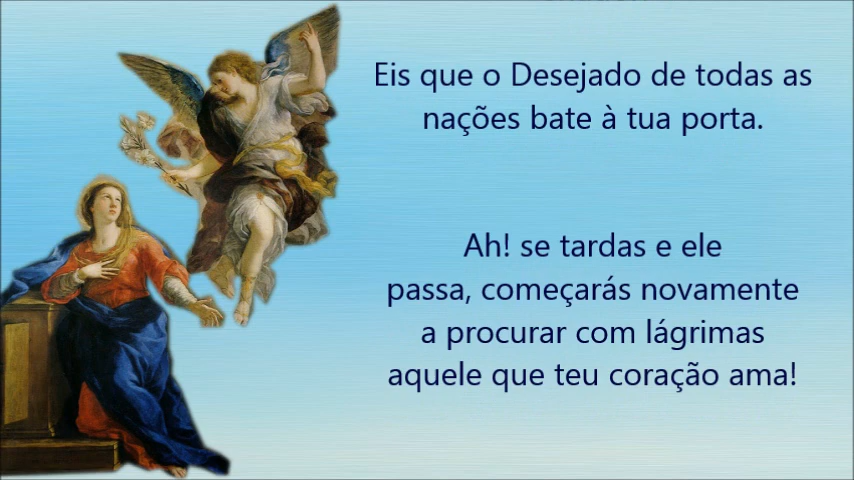 Eis que o Desejado de todas as
nações bate à tua porta.
Ah! se tardas e ele
passa, começarás novamente
a procurar com lágrimas
aquele que teu coração ama!